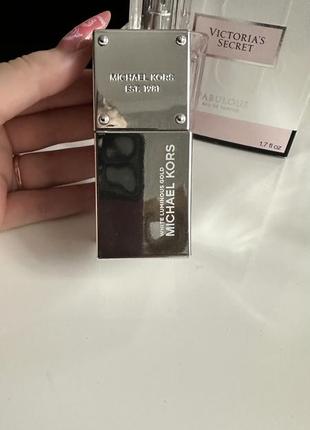 MICHAEL KORS
EST. 1981
WHITE LUMINOUS GOLD
MICHAEL KORS
VICTORIA'S
SECRET
FABULOUS
EAU DE PARFUM
1.7 fl oz